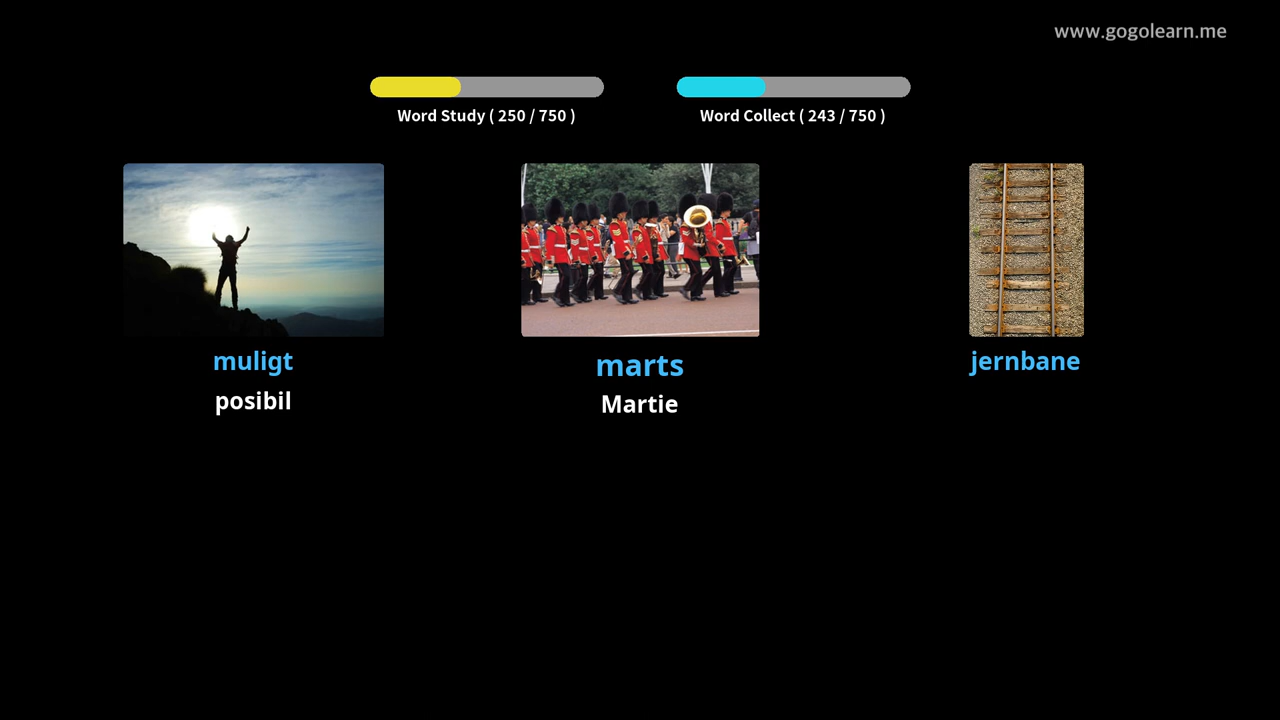 www.gogolearn.me
Word Study ( 250 / 750 )
Word Collect ( 243 / 750 )
muligt
posibil
marts
Martie
jernbane